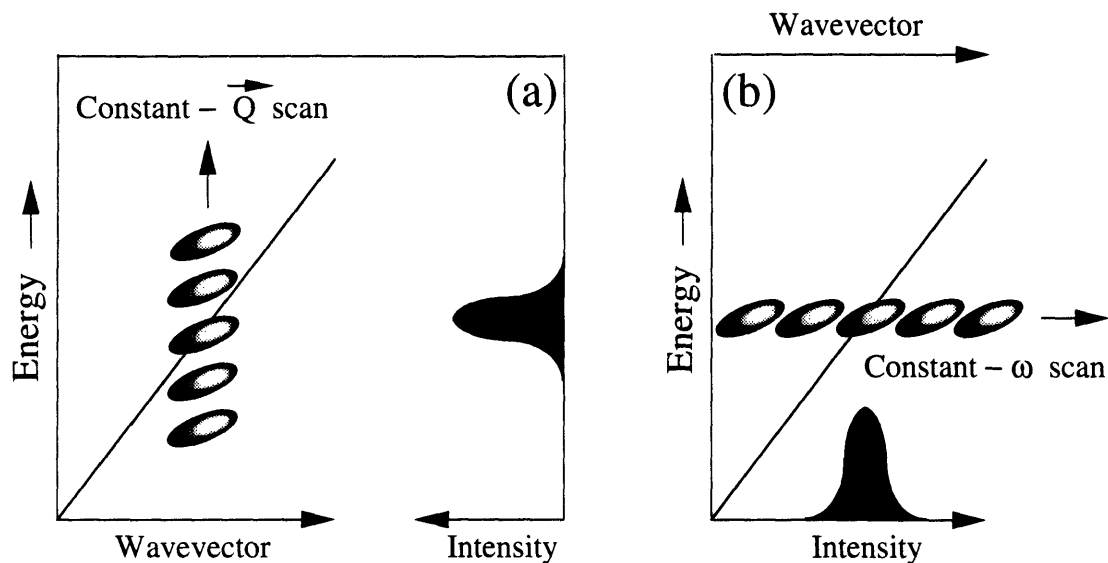 (a)
Constant – Q scan
Energy
Wavevector
Intensity
Wavevector
(b)
Energy
Constant – ω scan
Intensity